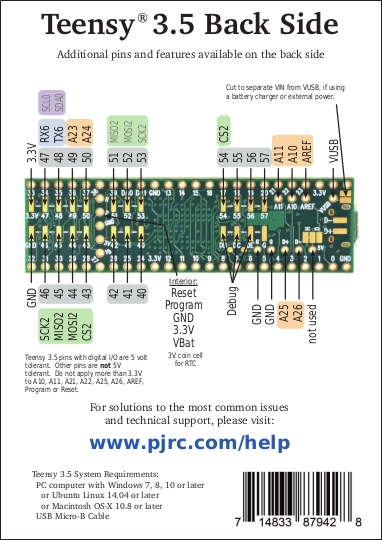 Teensy® 3.5 Back Side
Additional pins and features available on the back side
Cut to separate VIN from VUSB, if using
a battery charger or external power.
SCL0 SDA0
RX6 TX6 A23 A24 MOSI2 MISO2 SCK2 CS2 A11 A10 AREF VUSB
3.3V 47 48 49 50 51 52 53 54 55 56 57
GND 46 45 44 43 42 41 40
SCK2 MISO2 MOSI2 CS2
Interior:
Reset
Program
GND
3.3V
VBat
3V coin cell
for RTC
Debug
GND
GND
A25
A26
not used
Teensy 3.5 pins with digital I/O are 5 volt
tolerant. Other pins are not 5V
tolerant. Do not apply more than 3.3V
to A10, A11, A21, A22, A25, A26, AREF,
Program or Reset.
For solutions to the most common issues
and technical support, please visit:
www.pjrc.com/help
Teensy 3.5 System Requirements:
PC computer with Windows 7, 8, 10 or later
or Ubuntu Linux 14.04 or later
or Macintosh OS-X 10.8 or later
USB Micro-B Cable
7 14833 87942 8